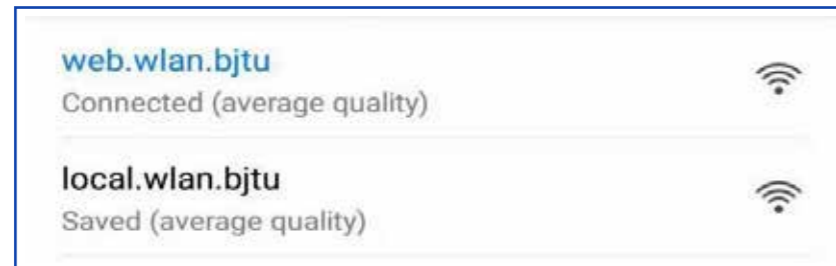 web.wlan.bjtu
Connected (average quality)
local.wlan.bjtu
Saved (average quality)